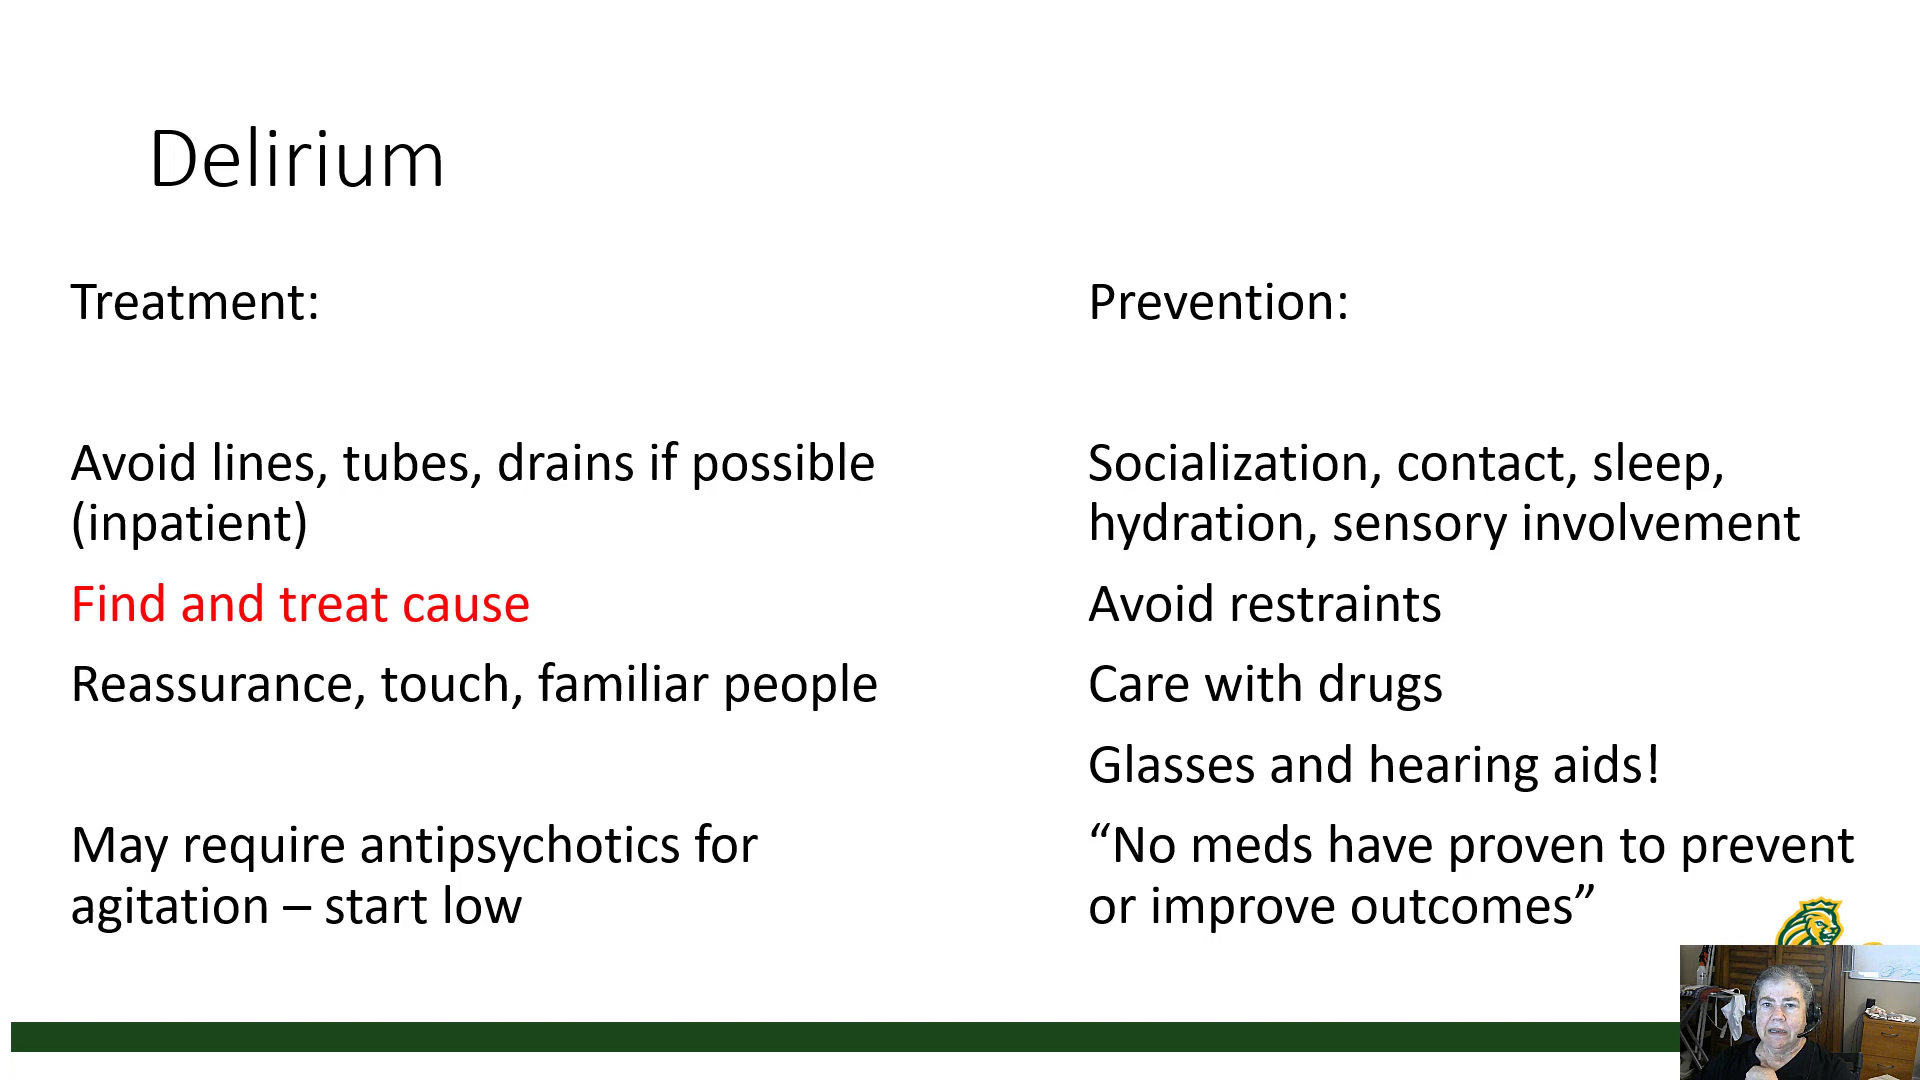 Delirium
Treatment:
Avoid lines, tubes, drains if possible
(inpatient)
Find and treat cause
Reassurance, touch, familiar people
May require antipsychotics for
agitation – start low
Prevention:
Socialization, contact, sleep,
hydration, sensory involvement
Avoid restraints
Care with drugs
Glasses and hearing aids!
“No meds have proven to prevent
or improve outcomes”